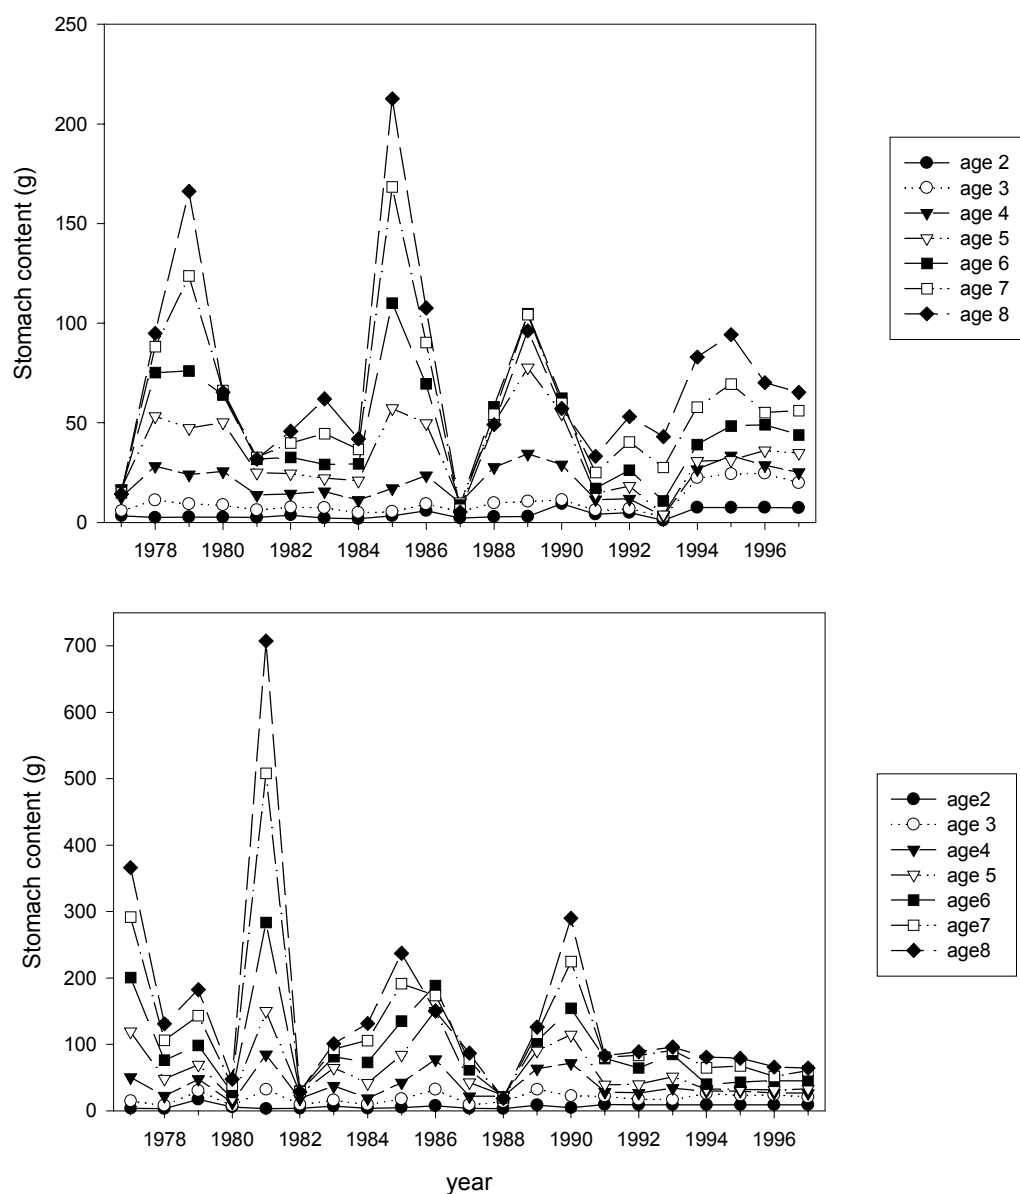 250
200
150
100
50
0
Stomach content (g)
1978 1980 1982 1984 1986 1988 1990 1992 1994 1996
age 2
age 3
age 4
age 5
age 6
age 7
age 8
700
600
500
400
300
200
100
0
Stomach content (g)
1978 1980 1982 1984 1986 1988 1990 1992 1994 1996
year
age2
age 3
age4
age 5
age6
age7
age8